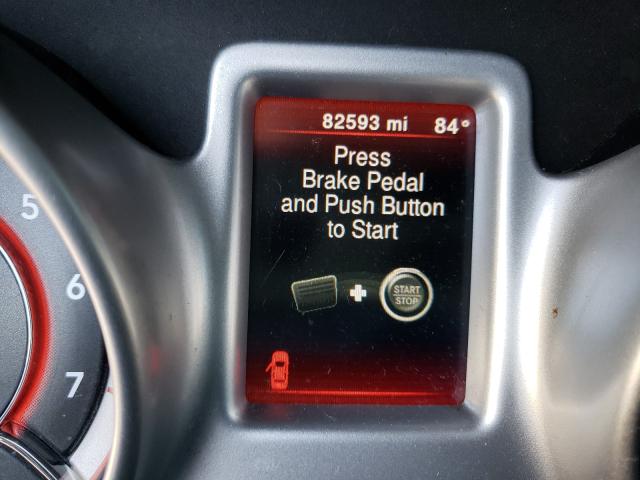 82593 mi 84°
Press
Brake Pedal
and Push Button
to Start
START
STOP
5
6
7